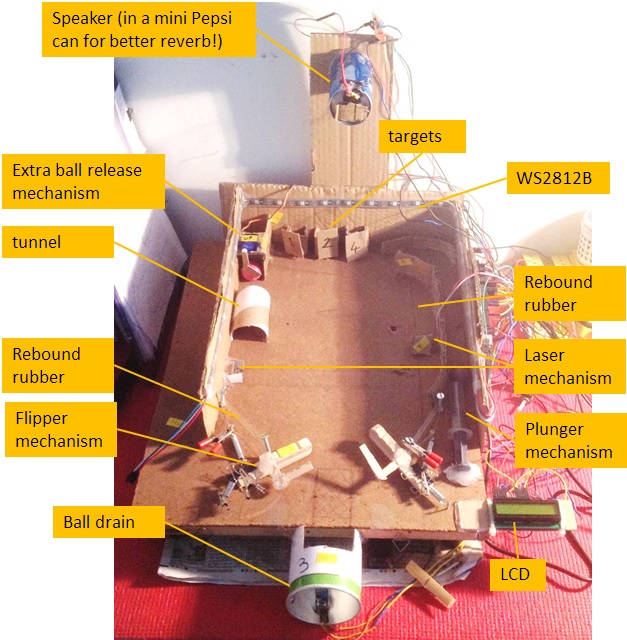 Speaker (in a mini Pepsi
can for better reverb!)
targets
Extra ball release
mechanism
WS2812B
tunnel
1
2
4
Rebound
rubber
Rebound
rubber
Laser
mechanism
Flipper
mechanism
Plunger
mechanism
Ball drain
3
LCD